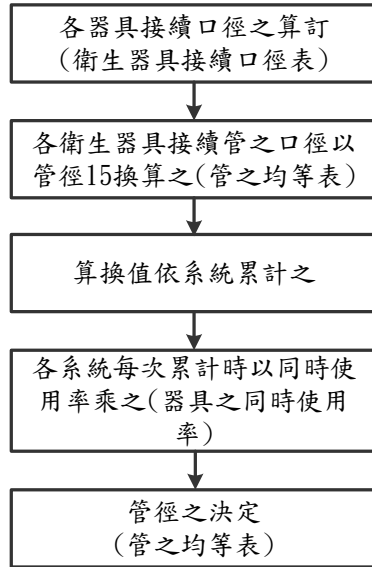 各器具接續口徑之算訂
(衛生器具接續口徑表)
各衛生器具接續管之口徑以
管徑15換算之(管之均等表)
算換值依系統累計之
各系統每次累計時以同時使
用率乘之(器具之同時使用
率)
管徑之決定
(管之均等表)